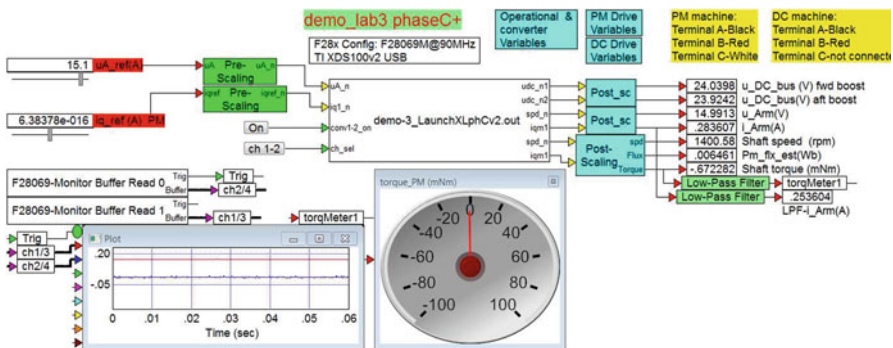 demo_lab3 phaseC+
F28x Config: F28069M@90MHz
TI XDS100v2 USB
Operational &
converter
Variables
PM Drive
Variables
DC Drive
Variables
PM machine:
Terminal A-Black
Terminal B-Red
Terminal C-White
DC machine:
Terminal A-Black
Terminal B-Red
Terminal C-not connecte
15.1
uA_ref(A)
uA
Pre-
Scaling
uA_n
iqref
Pre-
Scaling
iqref_n
6.38378e-016
iq_ref (A) PM
On
ch 1-2
uA_n
iq1_n
conv1-2_on
ch_sel
demo-3_LaunchXLphCv2.out
udc_n1
udc_n2
spd_n
iqm1
Post_sc
Post_sc
spd_n
iqm1
Post-
Scaling
spd
Flux
Torque
24.0398 u_DC_bus (V) fwd boost
23.9242 u_DC_bus(V) aft boost
14.9913 u_Arm(V)
.283607 i_Arm(A)
1400.58 Shaft speed (rpm)
.006461 Pm_flx_est(Wb)
-.672282 Shaft torque (mNm)
Low-Pass Filter torqMeter1
Low-Pass Filter .253604
LPF-i_Arm(A)
F28069-Monitor Buffer Read 0
Trig
Buffer
Trig
ch2/4
F28069-Monitor Buffer Read 1
Trig
Buffer
ch1/3
torqMeter1
Trig
ch1/3
ch2/4
Plot
.20
-.05
0 .01 .02 .03 .04 .05 .06
Time (sec)
torque_PM (mNm)
-100 -80 -60 -40 -20 0 20 40 60 80 100